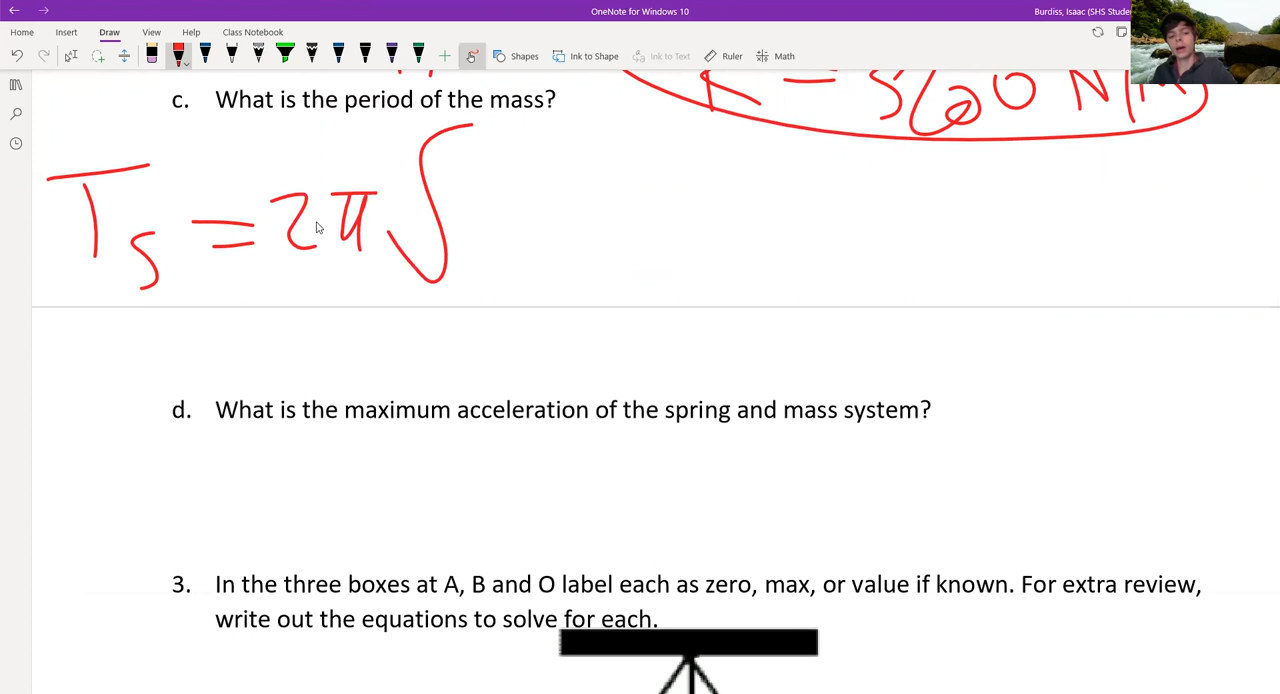 OneNote for Windows 10
Burdiss, Isaac (SHS Stude
Home Insert Draw View Help Class Notebook
Shapes Ink to Shape Ink to Text Ruler Math
K = 560 N/m
c. What is the period of the mass?
Ts = 2π√
d. What is the maximum acceleration of the spring and mass system?
3. In the three boxes at A, B and O label each as zero, max, or value if known. For extra review,
write out the equations to solve for each.